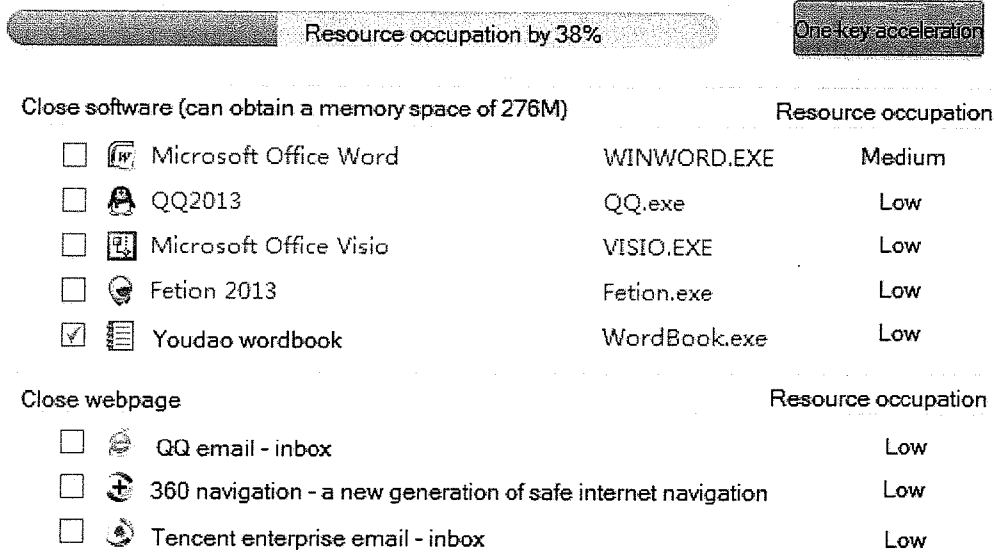 Resource occupation by 38%
One-key acceleration
Close software (can obtain a memory space of 276M) Resource occupation
Microsoft Office Word WINWORD.EXE Medium
QQ2013 QQ.exe Low
Microsoft Office Visio VISIO.EXE Low
Fetion 2013 Fetion.exe Low
Youdao wordbook WordBook.exe Low
Close webpage Resource occupation
QQ email - inbox Low
360 navigation - a new generation of safe internet navigation Low
Tencent enterprise email - inbox Low